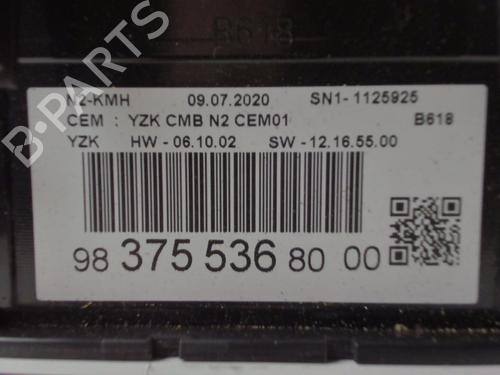 B618
N2-KMH 09.07.2020 SN1- 1125925
CEM : YZK CMB N2 CEM01 B618
YZK HW - 06.10.02 SW - 12.16.55.00
98 375 536 80 00
B-PARTS